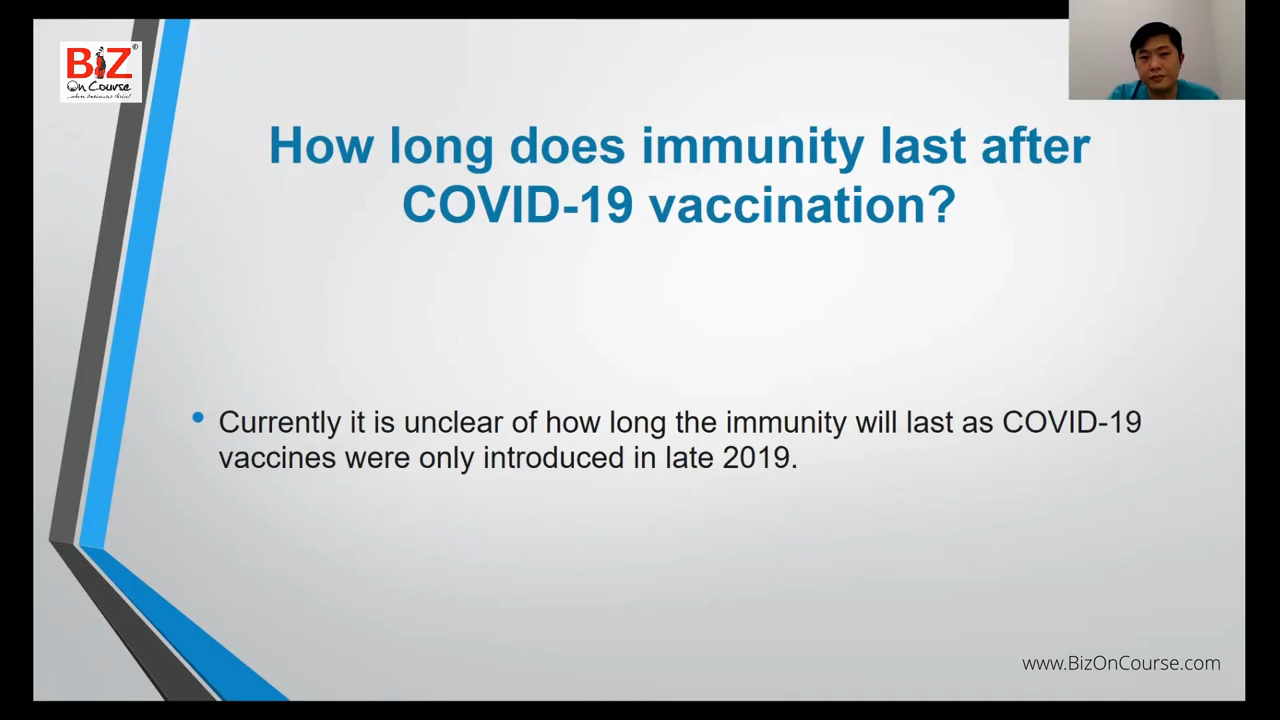 BiZ
On Course
How long does immunity last after
COVID-19 vaccination?
• Currently it is unclear of how long the immunity will last as COVID-19
vaccines were only introduced in late 2019.
www.BizOnCourse.com